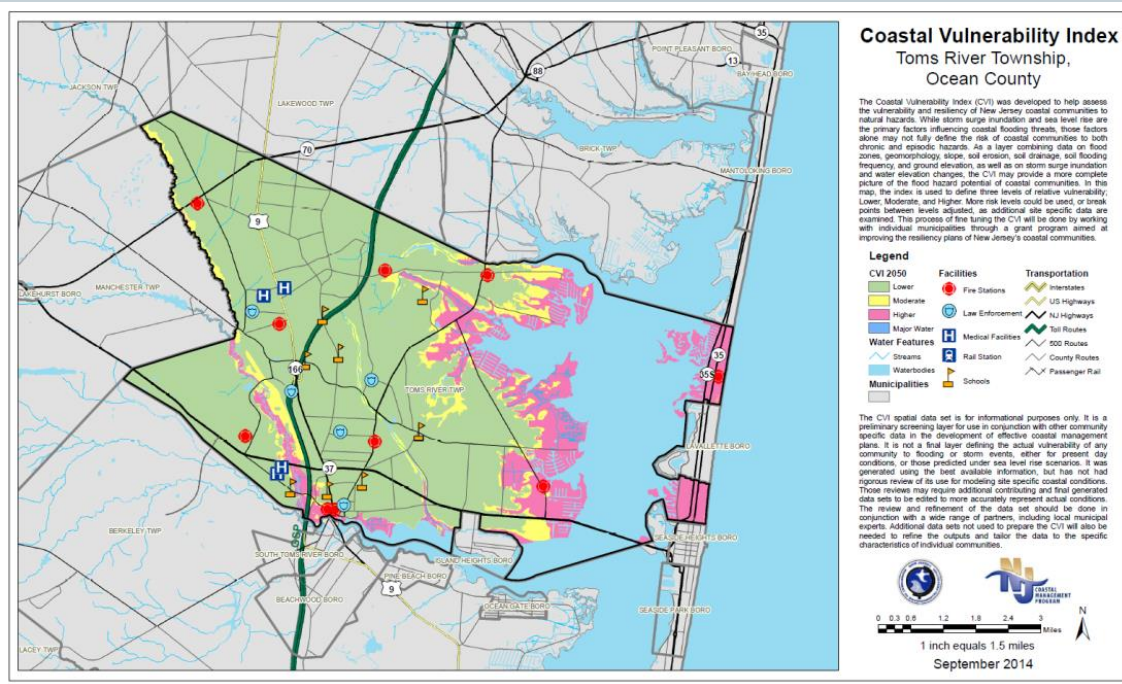 Coastal Vulnerability Index
Toms River Township,
Ocean County
The Coastal Vulnerability Index (CVI) was developed to help assess
the vulnerability and resiliency of New Jersey coastal communities to
natural hazards. While storm surge inundation and sea level rise are
the primary factors influencing coastal flooding threats, those factors
alone may not fully define the risk of coastal communities to both
chronic and episodic hazards. As a layer combining data on flood
zones, geomorphology, slope, soil erosion, soil drainage, soil flooding
frequency, and ground elevation, as well as on storm surge inundation
and water elevation changes, the CVI may provide a more complete
picture of the flood hazard potential of coastal communities. In this
map, the index is used to define three levels of relative vulnerability;
Lower, Moderate, and Higher. More risk levels could be used, or break
points between levels adjusted, as additional site specific data are
examined. This process of fine tuning the CVI will be done by working
with individual municipalities through a grant program aimed at
improving the resiliency plans of New Jersey's coastal communities.
Legend
CVI 2050
Lower
Moderate
Higher
Major Water
Water Features
Streams
Waterbodies
Municipalities
Facilities
Fire Stations
Law Enforcement
H Medical Facilities
Rail Station
Schools
Transportation
Interstates
US Highways
NJ Highways
Toll Routes
500 Routes
County Routes
Passenger Rail
The CVI spatial data set is for informational purposes only. It is a
preliminary screening layer for use in conjunction with other community
specific data in the development of effective coastal management
plans. It is not a final layer defining the actual vulnerability of any
community to flooding or storm events, either for present day
conditions, or those predicted under sea level rise scenarios. It was
generated using the best available information, but has not had
rigorous review of its use for modeling site specific coastal conditions.
Those reviews may require additional contributing and final generated
data sets to be edited to more accurately represent actual conditions.
The review and refinement of the data set should be done in
conjunction with a wide range of partners, including local municipal
experts. Additional data sets not used to prepare the CVI will also be
needed to refine the outputs and tailor the data to the specific
characteristics of individual communities.
NJ
COASTAL
MANAGEMENT
PROGRAM
0 0.3 0.6 1.2 1.8 2.4 3
Miles
N
1 inch equals 1.5 miles
September 2014
JACKSON TWP
LAKEWOOD TWP
POINT PLEASANT BORO
BAY HEAD BORO
35
13
88
70
BRICK TWP
MANTOLOKING BORO
9
MANCHESTER TWP
LAKEHURST BORO
H
H
166
TOMS RIVER TWP
35
35S
LAVALLETTE BORO
37
H
H
BERKELEY TWP
GSP
SOUTH TOMS RIVER BORO
ISLAND HEIGHTS BORO
SEASIDE HEIGHTS BORO
PINE BEACH BORO
9
BEACHWOOD BORO
OCEAN GATE BORO
SEASIDE PARK BORO
LACEY TWP